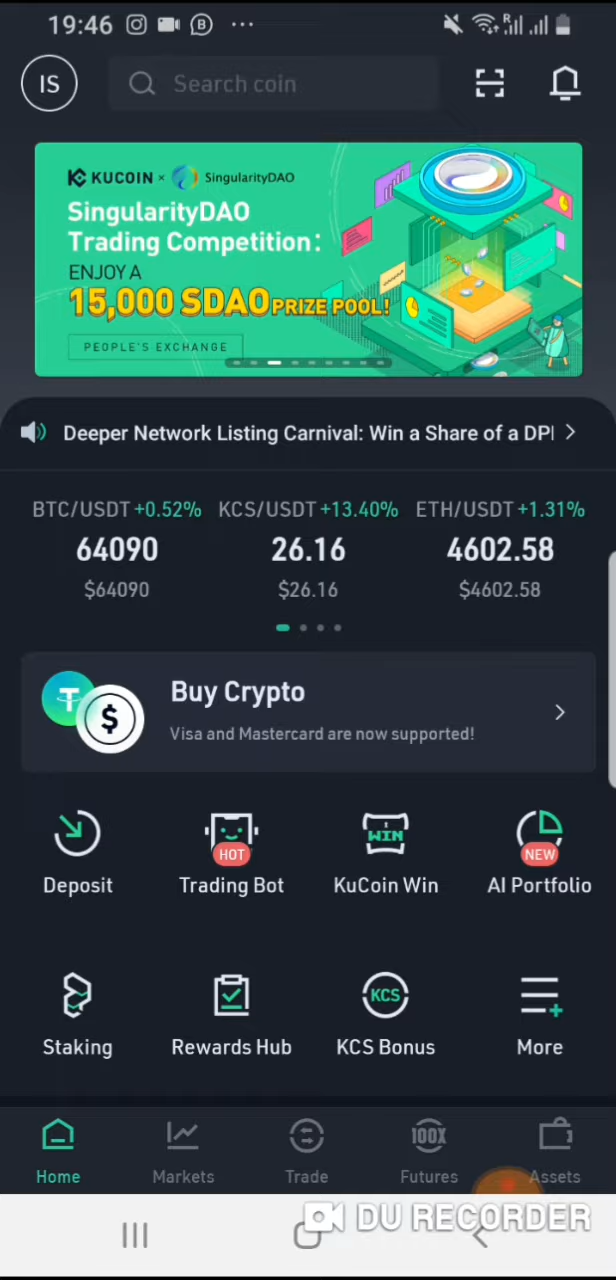 19:46
IS
Search coin
KUCOIN × SingularityDAO
SingularityDAO
Trading Competition:
ENJOY A
15,000 SDAO PRIZE POOL!
PEOPLE'S EXCHANGE
Deeper Network Listing Carnival: Win a Share of a DP
BTC/USDT +0.52% KCS/USDT +13.40% ETH/USDT +1.31%
64090 26.16 4602.58
$64090 $26.16 $4602.58
Buy Crypto
Visa and Mastercard are now supported!
WIN
HOT NEW
Deposit Trading Bot KuCoin Win AI Portfolio
KCS
Staking Rewards Hub KCS Bonus More
100X
Home Markets Trade Futures Assets
DU RECORDER